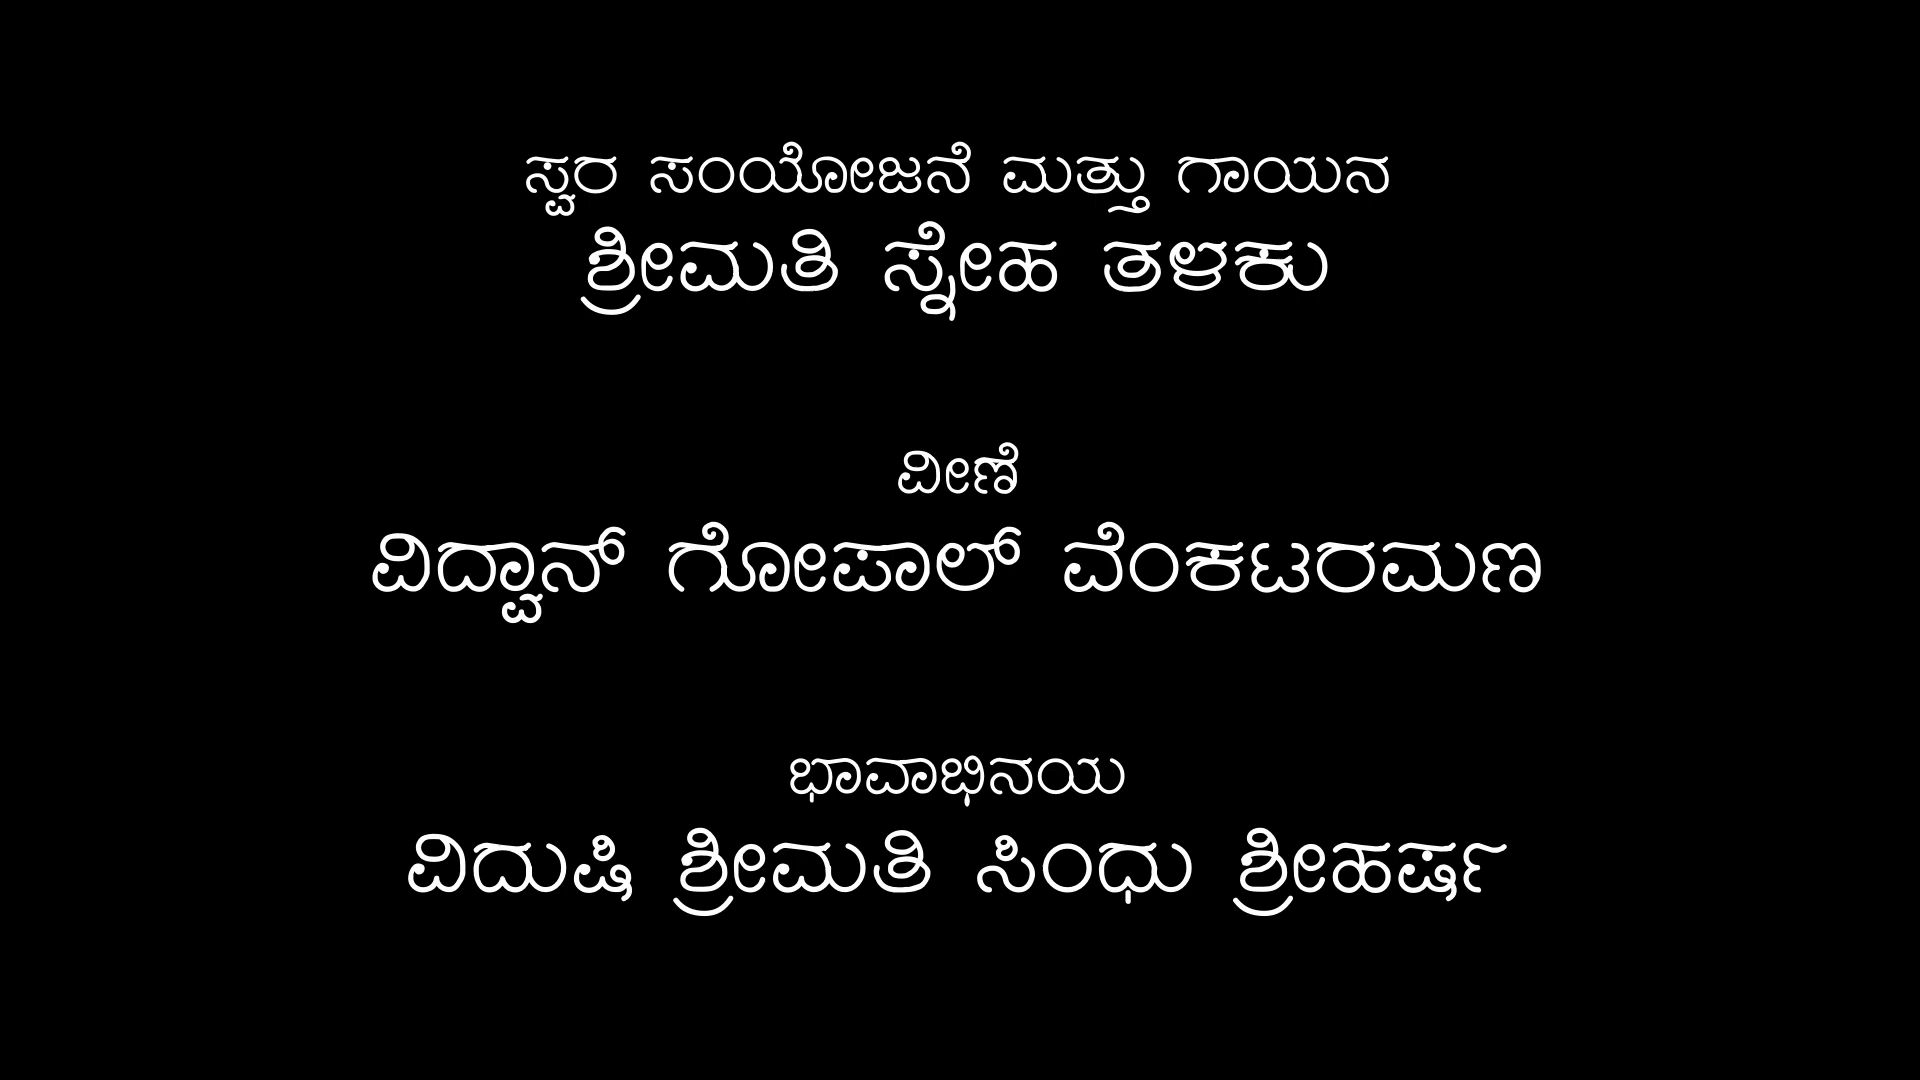 ಸ್ವರ ಸಂಯೋಜನೆ ಮತ್ತು ಗಾಯನ
ಶ್ರೀಮತಿ ಸ್ನೇಹ ತಳಕು
ವೀಣೆ
ವಿದ್ವಾನ್ ಗೋಪಾಲ್ ವೆಂಕಟರಮಣ
ಭಾವಾಭಿನಯ
ವಿದುಷಿ ಶ್ರೀಮತಿ ಸಿಂಧು ಶ್ರೀಹರ್ಷ